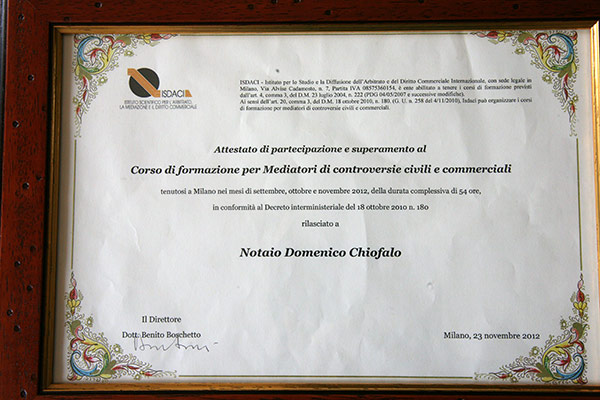 ISDACI
ISTITUTO SCIENTIFICO PER L'ARBITRATO,
LA MEDIAZIONE E IL DIRITTO COMMERCIALE
ISDACI - Istituto per lo Studio e la Diffusione dell'Arbitrato e del Diritto Commerciale Internazionale, con sede legale in
Milano, Via Alvise Cadamosto, n. 7, Partita IVA 08575360154, è ente abilitato a tenere i corsi di formazione previsti
dall'art. 4, comma 3, del D.M. 23 luglio 2004, n. 222 (PDG 04/05/2007 e successive modifiche).
Ai sensi dell'art. 20, comma 3, del D.M. 18 ottobre 2010, n. 180, (G. U. n. 258 del 4/11/2010), Isdaci può organizzare i corsi
di formazione per mediatori di controversie civili e commerciali.
Attestato di partecipazione e superamento al
Corso di formazione per Mediatori di controversie civili e commerciali
tenutosi a Milano nei mesi di settembre, ottobre e novembre 2012, della durata complessiva di 54 ore,
in conformità al Decreto interministeriale del 18 ottobre 2010 n. 180
rilasciato a
Notaio Domenico Chiofalo
Il Direttore
Dott. Benito Boschetto
Milano, 23 novembre 2012